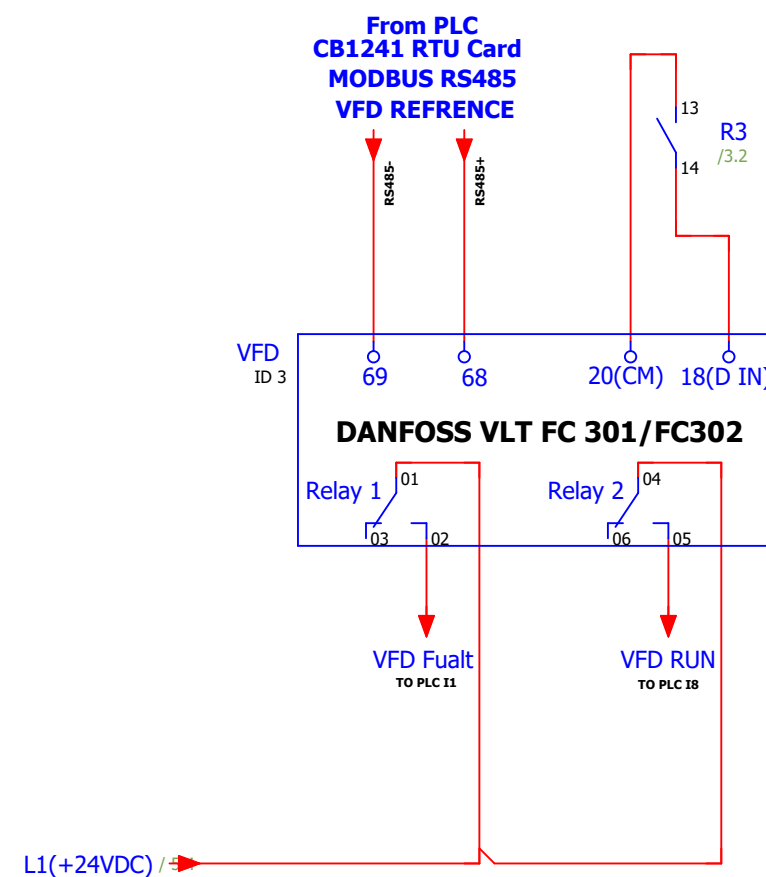 From PLC
CB1241 RTU Card
MODBUS RS485
VFD REFRENCE
RS485-
RS485+
13
R3
/3.2
14
VFD
ID 3
69
68
20(CM)
18(D IN)
DANFOSS VLT FC 301/FC302
Relay 1
01
03
02
Relay 2
04
06
05
VFD Fualt
TO PLC I1
VFD RUN
TO PLC I8
L1(+24VDC) /